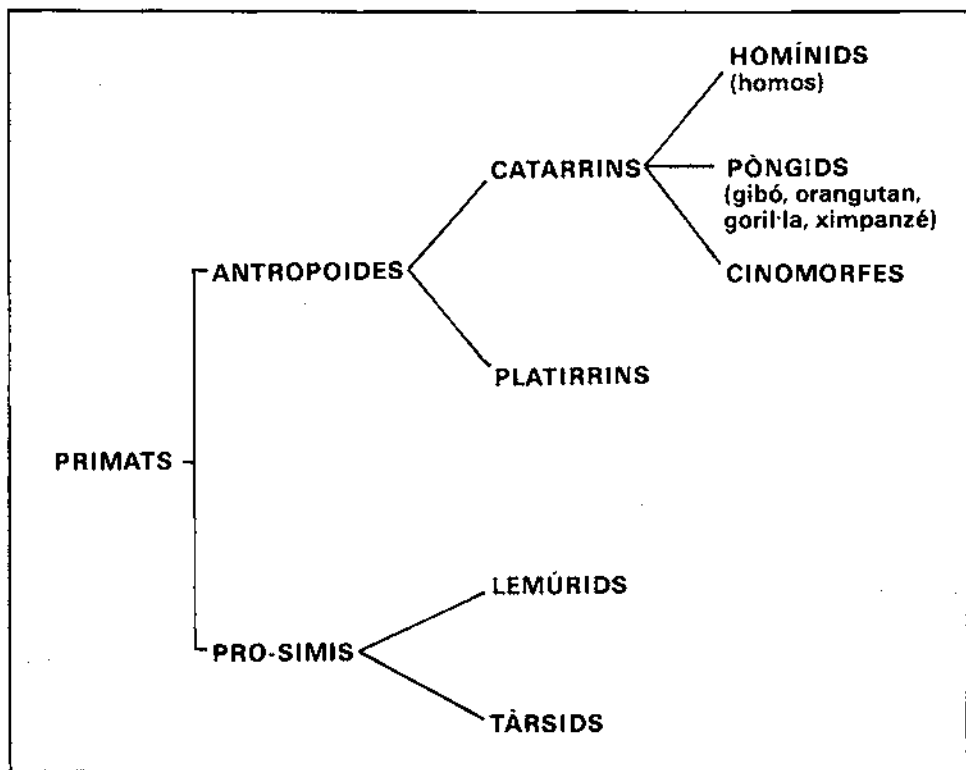 HOMÍNIDS
(homos)
CATARRINS
PÒNGIDS
(gibó, orangutan,
goril·la, ximpanzé)
ANTROPOIDES
CINOMORFES
PLATIRRINS
PRIMATS
LEMÚRIDS
PRO-SIMIS
TÀRSIDS